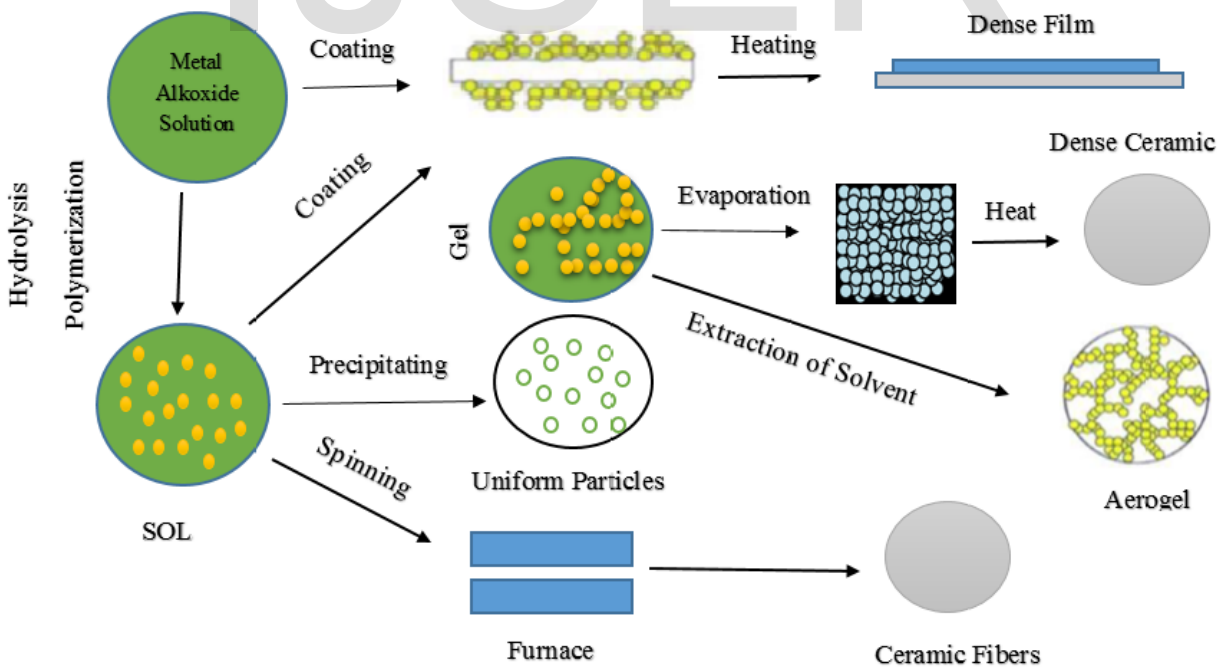 Coating
Heating
Dense Film
Metal
Alkoxide
Solution
Hydrolysis
Polymerization
Coating
Gel
Evaporation
Heat
Dense Ceramic
Extraction of Solvent
Precipitating
Uniform Particles
Aerogel
Spinning
SOL
Furnace
Ceramic Fibers